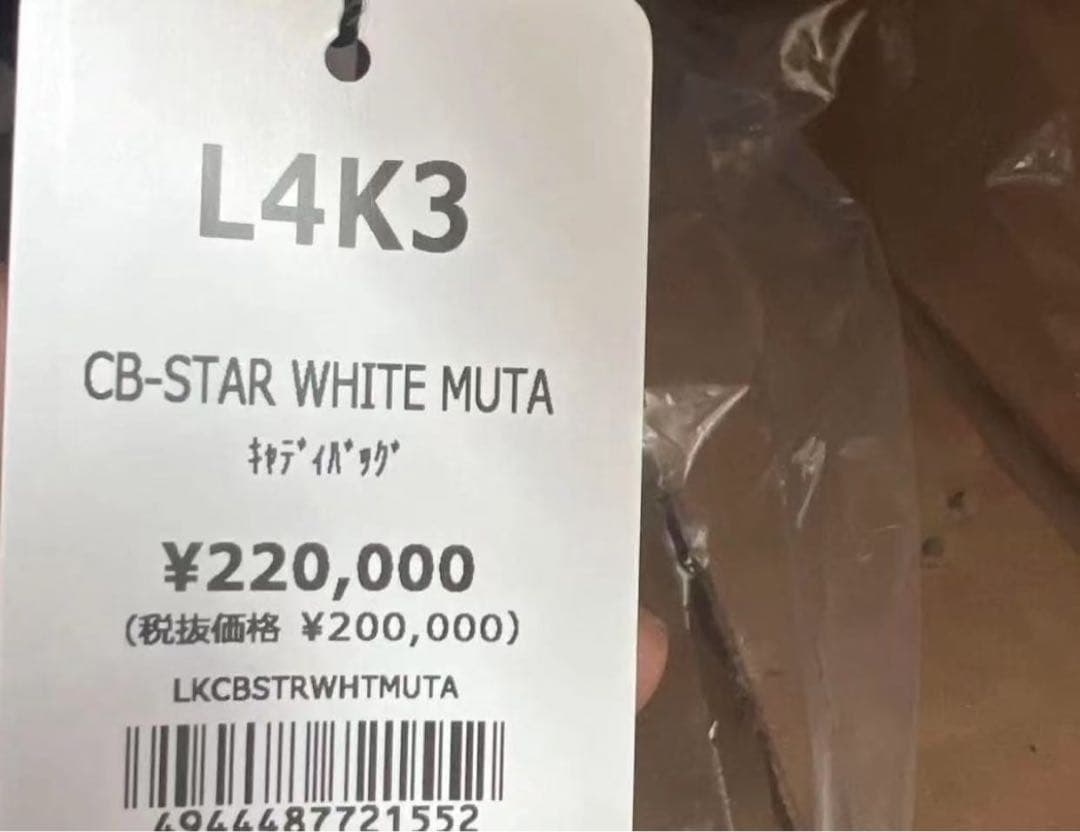 L4K3
CB-STAR WHITE MUTA
ｷｬﾃﾞｨﾊﾞｯｸﾞ
¥220,000
(税抜価格 ¥200,000)
LKCBSTRWHTMUTA
4944487721552